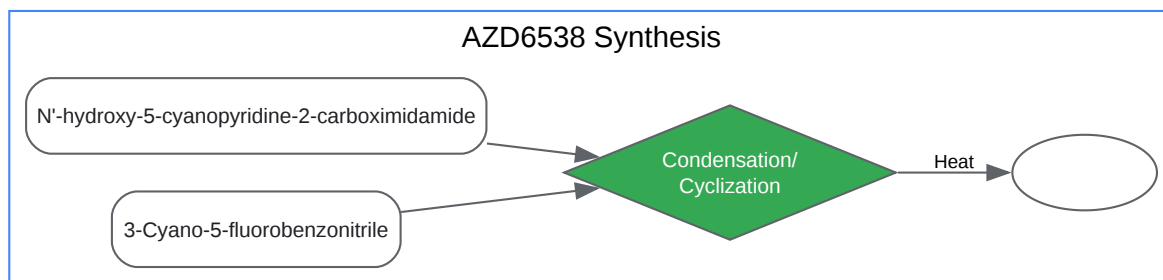 AZD6538 Synthesis
N'-hydroxy-5-cyanopyridine-2-carboximidamide
3-Cyano-5-fluorobenzonitrile
Condensation/
Cyclization
Heat